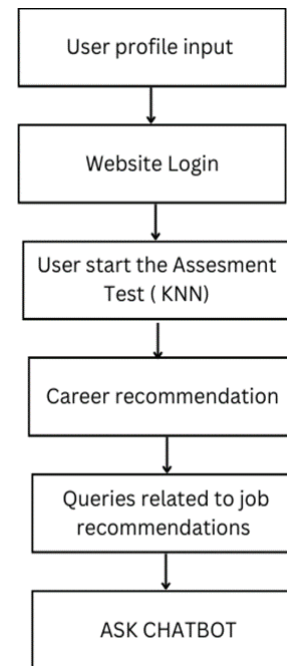 User profile input
Website Login
User start the Assesment
Test ( KNN)
Career recommendation
Queries related to job
recommendations
ASK CHATBOT